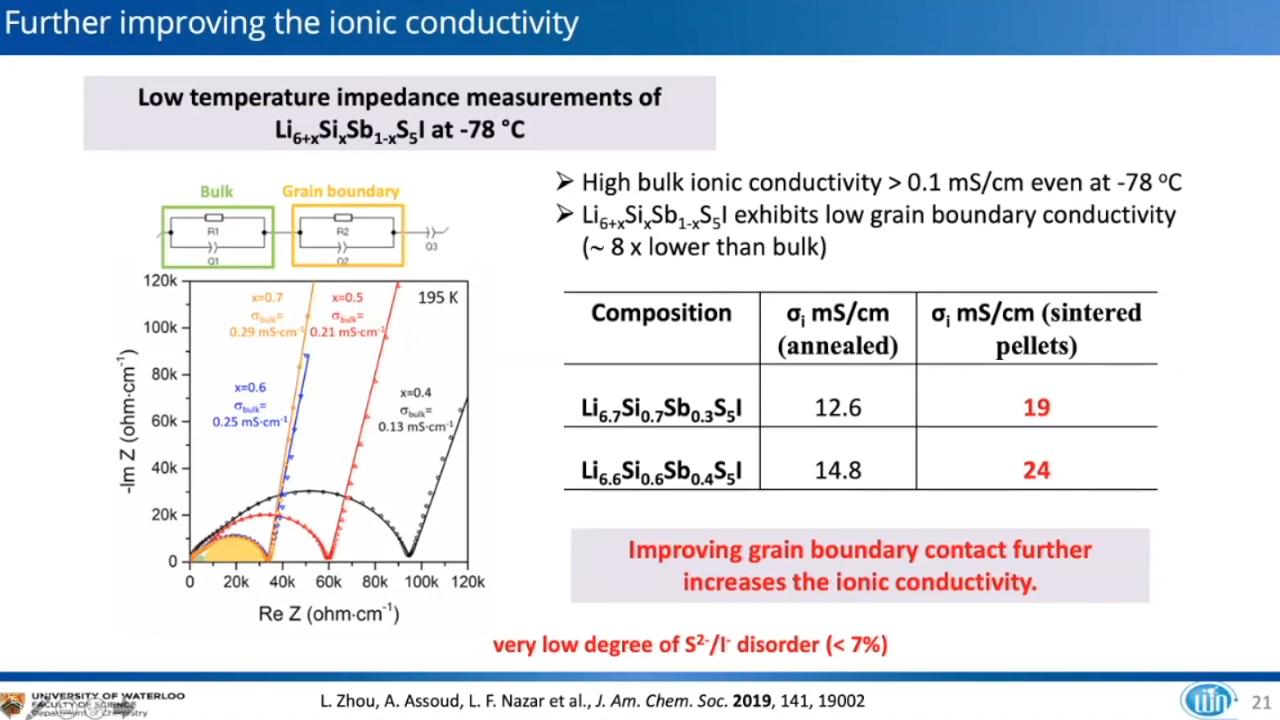 Further improving the ionic conductivity
Low temperature impedance measurements of
Li₆₊ₓSiₓSb₁₋ₓS₅I at -78 °C
Bulk
Grain boundary
R1
R2
Q1
Q2
Q3
➢ High bulk ionic conductivity > 0.1 mS/cm even at -78 ᵒC
➢ Li₆₊ₓSiₓSb₁₋ₓS₅I exhibits low grain boundary conductivity
(~ 8 x lower than bulk)
120k
100k
80k
60k
40k
20k
0
-Im Z (ohm·cm⁻¹)
x=0.7
σbulk=
0.29 mS·cm⁻¹
x=0.5
σbulk=
0.21 mS·cm⁻¹
195 K
x=0.6
σbulk=
0.25 mS·cm⁻¹
x=0.4
σbulk=
0.13 mS·cm⁻¹
0 20k 40k 60k 80k 100k 120k
Re Z (ohm·cm⁻¹)
Composition
σᵢ mS/cm
(annealed)
σᵢ mS/cm (sintered
pellets)
Li₆.₇Si₀.₇Sb₀.₃S₅I 12.6 19
Li₆.₆Si₀.₆Sb₀.₄S₅I 14.8 24
Improving grain boundary contact further
increases the ionic conductivity.
very low degree of S²⁻/I⁻ disorder (< 7%)
UNIVERSITY OF WATERLOO
FACULTY OF SCIENCE
Department of Chemistry
L. Zhou, A. Assoud, L. F. Nazar et al., J. Am. Chem. Soc. 2019, 141, 19002
21